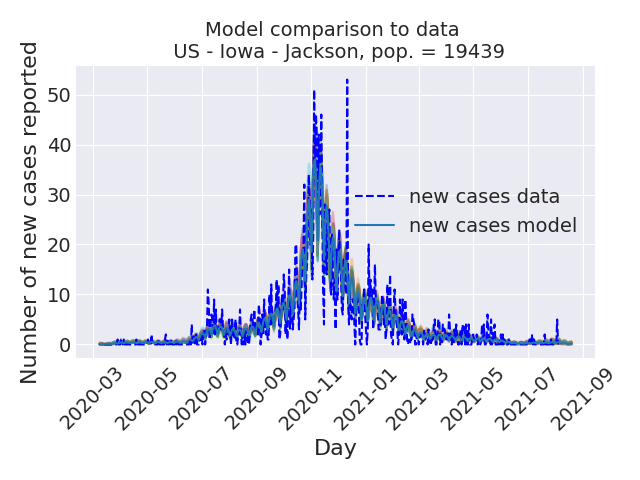 Model comparison to data
US - Iowa - Jackson, pop. = 19439
Number of new cases reported
50
40
30
20
10
0
new cases data
new cases model
2020-03
2020-05
2020-07
2020-09
2020-11
2021-01
2021-03
2021-05
2021-07
2021-09
Day